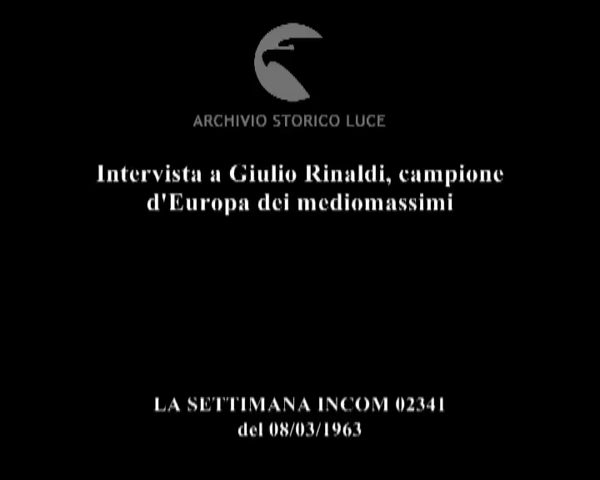 ARCHIVIO STORICO LUCE
Intervista a Giulio Rinaldi, campione
d'Europa dei mediomassimi
LA SETTIMANA INCOM 02341
del 08/03/1963